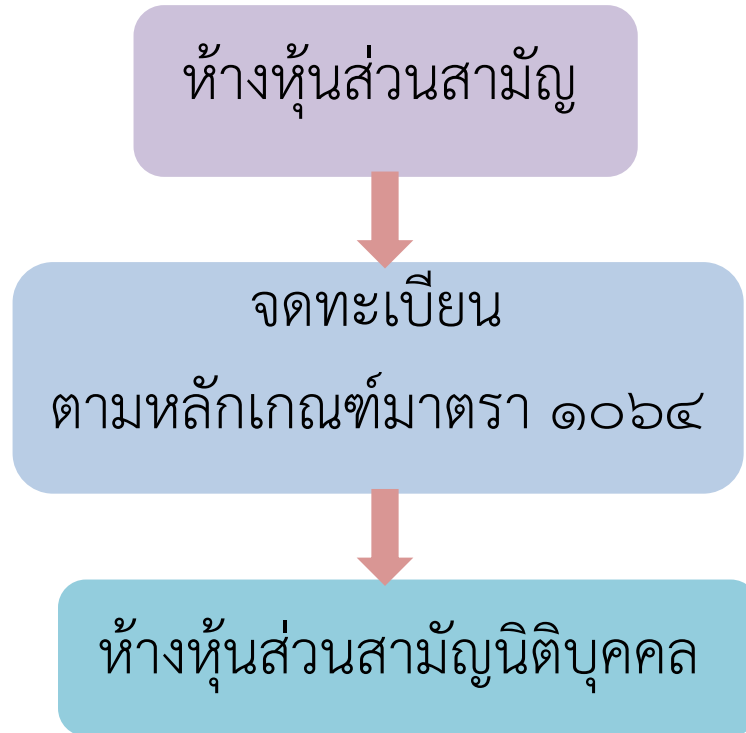 ห้างหุ้นส่วนสามัญ
จดทะเบียน
ตามหลักเกณฑ์มาตรา ๑๐๖๔
ห้างหุ้นส่วนสามัญนิติบุคคล